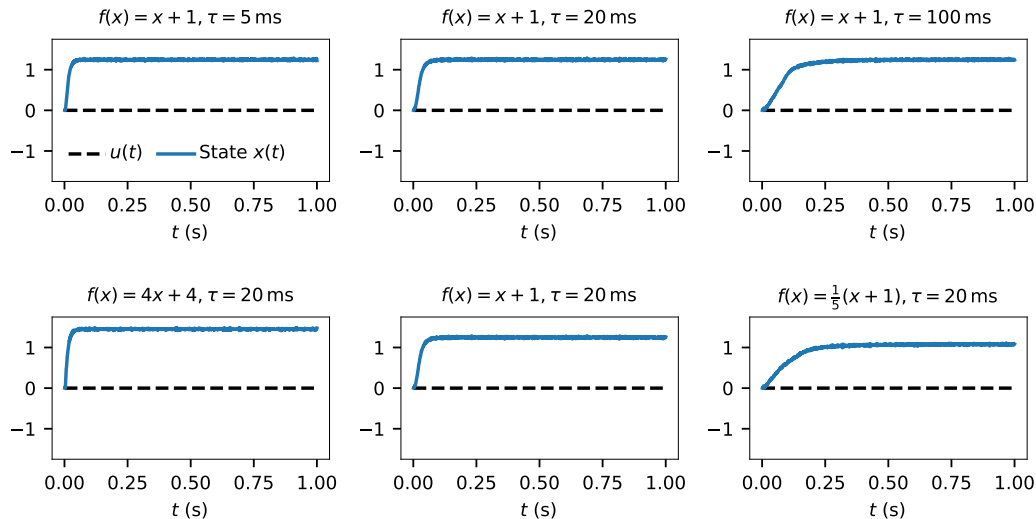 f(x) = x + 1, τ = 5 ms
f(x) = x + 1, τ = 20 ms
f(x) = x + 1, τ = 100 ms
1
0
−1
u(t)
State x(t)
0.00 0.25 0.50 0.75 1.00
t (s)
1
0
−1
0.00 0.25 0.50 0.75 1.00
t (s)
1
0
−1
0.00 0.25 0.50 0.75 1.00
t (s)
f(x) = 4x + 4, τ = 20 ms
f(x) = x + 1, τ = 20 ms
f(x) = 1/5(x + 1), τ = 20 ms
1
0
−1
0.00 0.25 0.50 0.75 1.00
t (s)
1
0
−1
0.00 0.25 0.50 0.75 1.00
t (s)
1
0
−1
0.00 0.25 0.50 0.75 1.00
t (s)